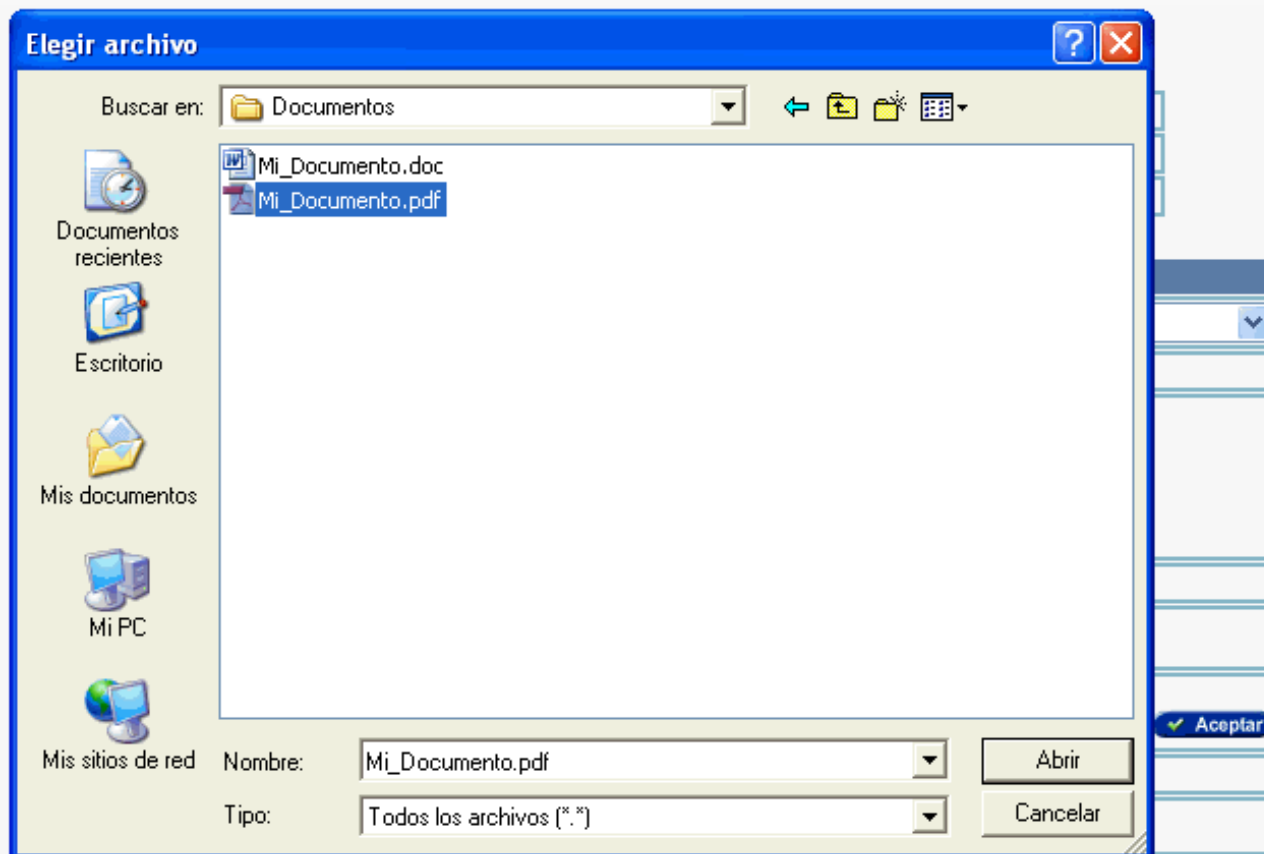 Elegir archivo
Buscar en:
Documentos
Mi_Documento.doc
Mi_Documento.pdf
Documentos
recientes
Escritorio
Mis documentos
Mi PC
Mis sitios de red
Nombre:
Mi_Documento.pdf
Abrir
Tipo:
Todos los archivos (*.*)
Cancelar
Aceptar